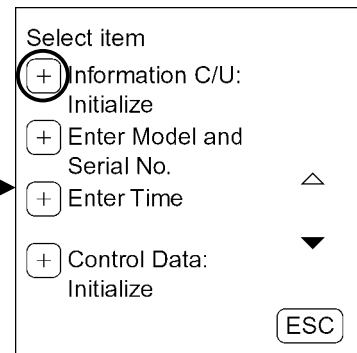 Select item
+ Information C/U:
Initialize
+ Enter Model and
Serial No.
+ Enter Time
+ Control Data:
Initialize
ESC